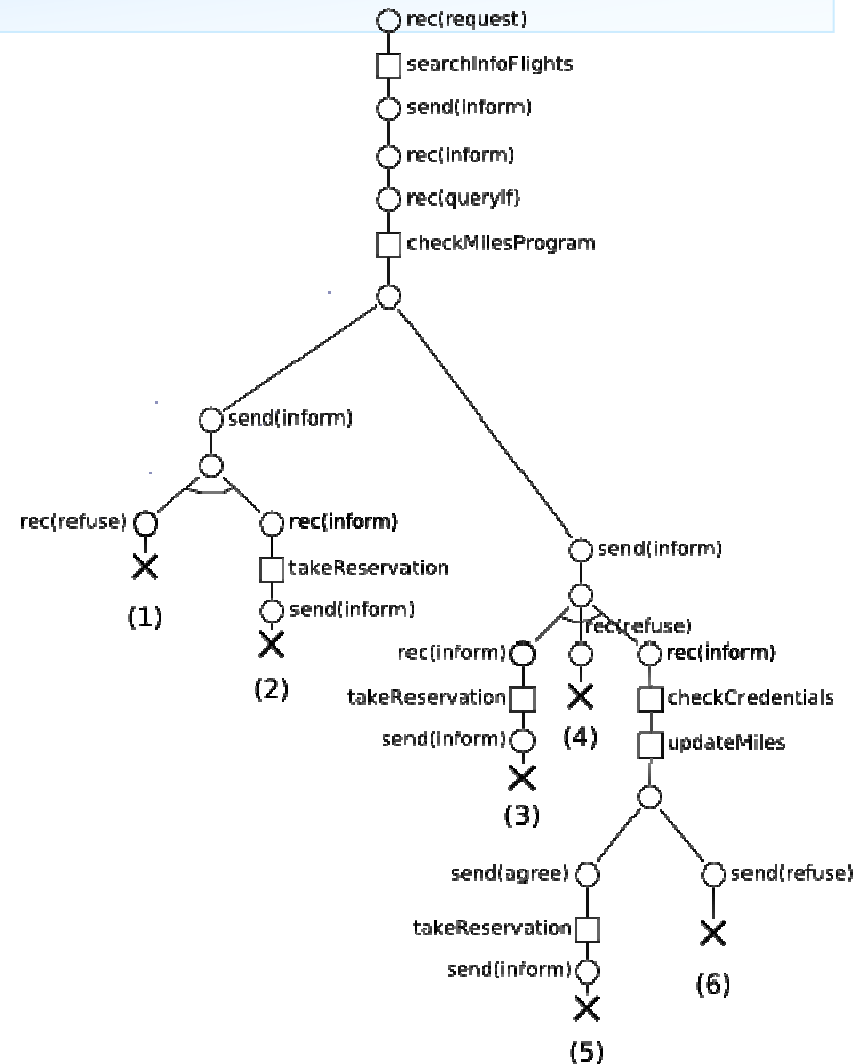 rec(request)
searchInfoFlights
send(inform)
rec(inform)
rec(queryIf)
checkMilesProgram
send(inform)
rec(refuse)
rec(inform)
takeReservation
send(inform)
(1)
(2)
send(inform)
rec(refuse)
rec(inform)
rec(inform)
takeReservation
checkCredentials
send(inform)
(4)
updateMiles
(3)
send(agree)
send(refuse)
takeReservation
send(inform)
(6)
(5)